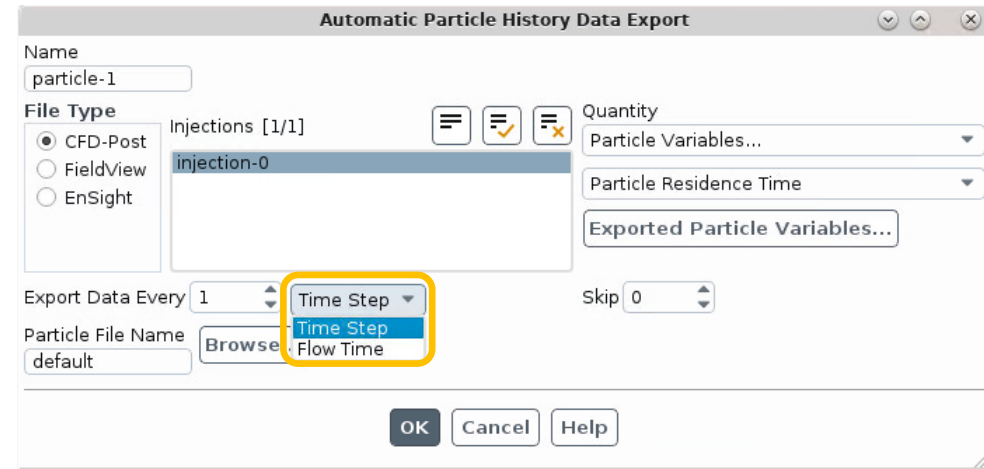 Automatic Particle History Data Export
Name
particle-1
File Type
CFD-Post
FieldView
EnSight
Injections [1/1]
injection-0
Quantity
Particle Variables...
Particle Residence Time
Exported Particle Variables...
Export Data Every 1 Time Step
Time Step
Flow Time
Skip 0
Particle File Name
default
Browse.
OK Cancel Help